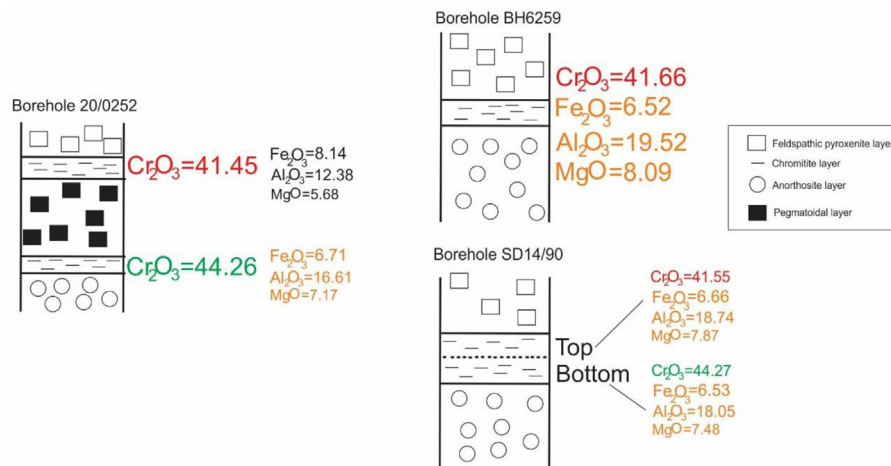 Borehole 20/0252
Cr₂O₃=41.45
Fe₂O₃=8.14
Al₂O₃=12.38
MgO=5.68
Cr₂O₃=44.26
Fe₂O₃=6.71
Al₂O₃=16.61
MgO=7.17
Borehole BH6259
Cr₂O₃=41.66
Fe₂O₃=6.52
Al₂O₃=19.52
MgO=8.09
Borehole SD14/90
Top
Bottom
Cr₂O₃=41.55
Fe₂O₃=6.66
Al₂O₃=18.74
MgO=7.87
Cr₂O₃=44.27
Fe₂O₃=6.53
Al₂O₃=18.05
MgO=7.48
Feldspathic pyroxenite layer
Chromitite layer
Anorthosite layer
Pegmatoidal layer